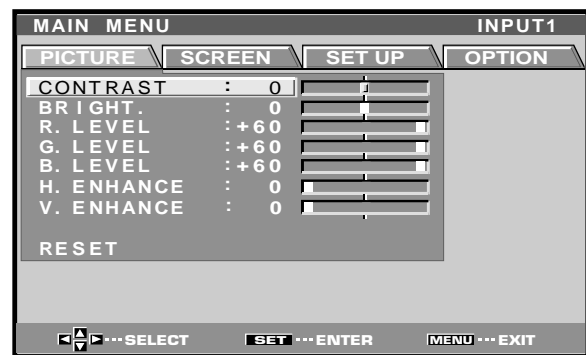 MAIN MENU INPUT1
PICTURE SCREEN SET UP OPTION
CONTRAST : 0
BRIGHT. : 0
R. LEVEL :+60
G. LEVEL :+60
B. LEVEL :+60
H. ENHANCE : 0
V. ENHANCE : 0
RESET
◀▲▼▶···SELECT SET ···ENTER MENU ···EXIT